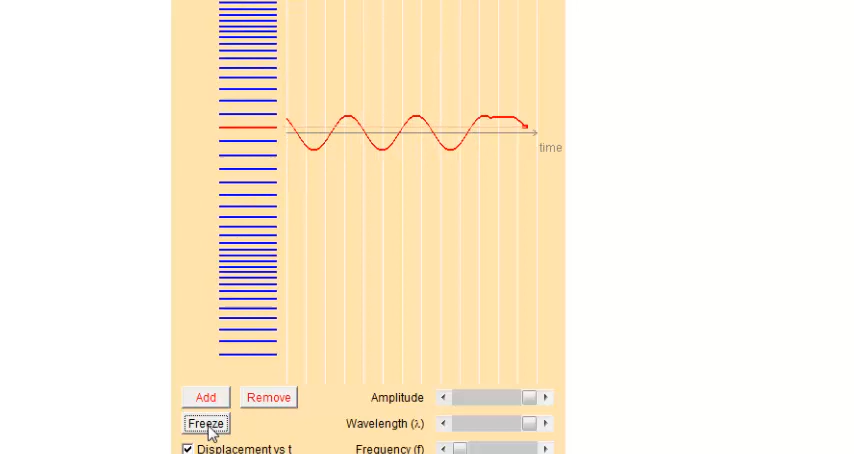 time
Add Remove Amplitude
Freeze Wavelength (λ)
Displacement vs t Frequency (f)